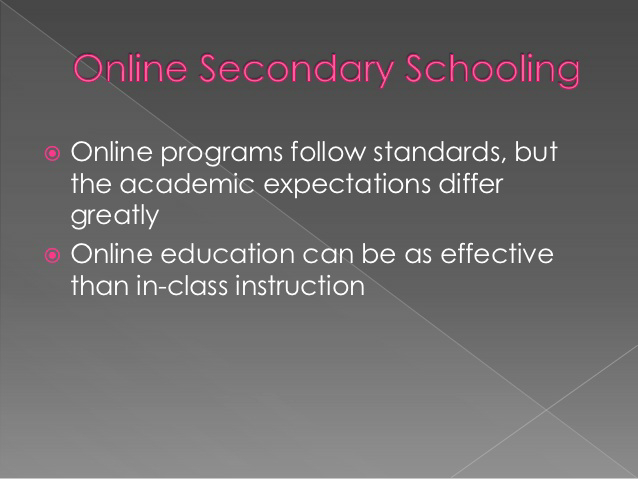 Online Secondary Schooling
Online programs follow standards, but
the academic expectations differ
greatly
Online education can be as effective
than in-class instruction